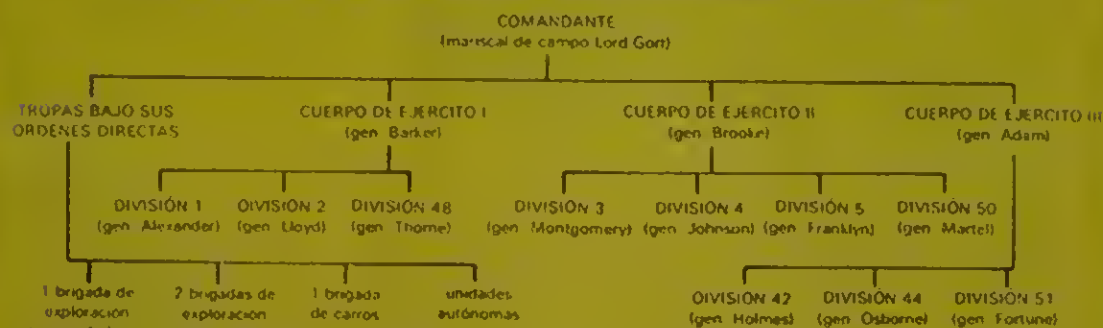 COMANDANTE
(mariscal de campo Lord Gort)
TROPAS BAJO SUS
ORDENES DIRECTAS
CUERPO DE EJERCITO I
(gen Barker)
CUERPO DE EJERCITO II
(gen Brooke)
CUERPO DE EJERCITO III
(gen Adam)
DIVISIÓN 1
(gen Alexander)
DIVISIÓN 2
(gen Lloyd)
DIVISIÓN 48
(gen Thorne)
DIVISIÓN 3
(gen Montgomery)
DIVISIÓN 4
(gen Johnson)
DIVISIÓN 5
(gen Franklyn)
DIVISIÓN 50
(gen Martel)
1 brigada de
exploración
2 brigadas de
exploración
1 brigada
de carros
unidades
autónomas
DIVISIÓN 42
(gen Holmes)
DIVISIÓN 44
(gen Osborne)
DIVISIÓN 51
(gen Fortune)